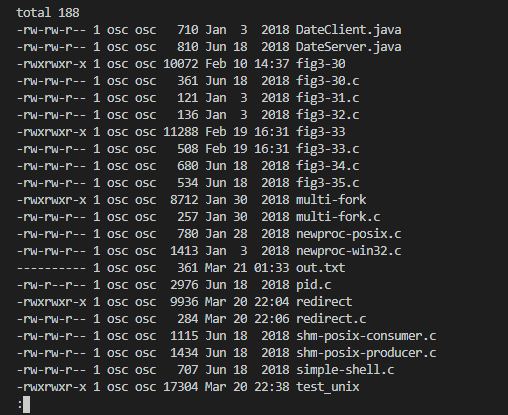 total 188
-rw-rw-r-- 1 osc osc   710 Jan  3  2018 DateClient.java
-rw-rw-r-- 1 osc osc   810 Jun 18  2018 DateServer.java
-rwxrwxr-x 1 osc osc 10072 Feb 10 14:37 fig3-30
-rw-rw-r-- 1 osc osc   361 Jun 18  2018 fig3-30.c
-rw-rw-r-- 1 osc osc   121 Jan  3  2018 fig3-31.c
-rw-rw-r-- 1 osc osc   136 Jan  3  2018 fig3-32.c
-rwxrwxr-x 1 osc osc 11288 Feb 19 16:31 fig3-33
-rw-rw-r-- 1 osc osc   508 Feb 19 16:31 fig3-33.c
-rw-rw-r-- 1 osc osc   680 Jun 18  2018 fig3-34.c
-rw-rw-r-- 1 osc osc   534 Jun 18  2018 fig3-35.c
-rwxrwxr-x 1 osc osc  8712 Jan 30  2018 multi-fork
-rw-rw-r-- 1 osc osc   257 Jan 30  2018 multi-fork.c
-rw-rw-r-- 1 osc osc   780 Jan 28  2018 newproc-posix.c
-rw-rw-r-- 1 osc osc  1413 Jan  3  2018 newproc-win32.c
---------- 1 osc osc   361 Mar 21 01:33 out.txt
-rw-r--r-- 1 osc osc  2976 Jun 18  2018 pid.c
-rwxrwxr-x 1 osc osc  9936 Mar 20 22:04 redirect
-rw-rw-r-- 1 osc osc   284 Mar 20 22:06 redirect.c
-rw-rw-r-- 1 osc osc  1115 Jun 18  2018 shm-posix-consumer.c
-rw-rw-r-- 1 osc osc  1434 Jun 18  2018 shm-posix-producer.c
-rw-rw-r-- 1 osc osc   707 Jun 18  2018 simple-shell.c
-rwxrwxr-x 1 osc osc 17304 Mar 20 22:38 test_unix
: